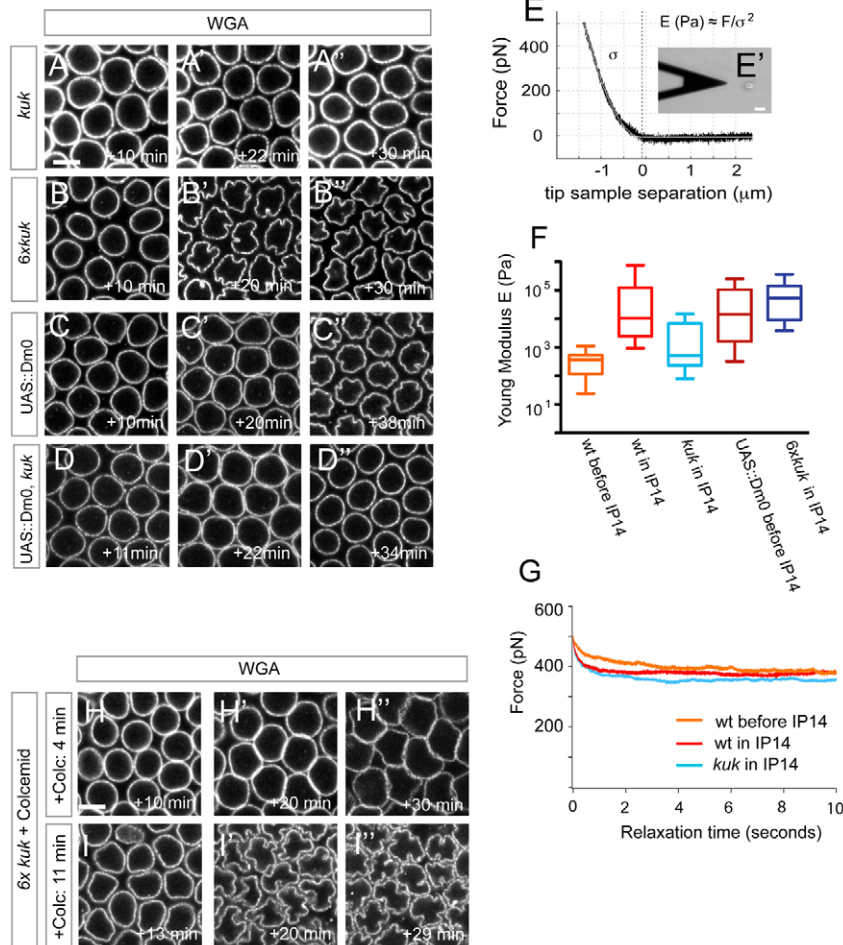 WGA
kuk
A
+10 min
A'
+22 min
A''
+30 min
6xkuk
B
+10 min
B'
+20 min
B''
+30 min
UAS::Dm0
C
+10min
C'
+20min
C''
+38min
UAS::Dm0, kuk
D
+11min
D'
+22min
D''
+34min
E
E (Pa) ≈ F/σ²
σ
E'
Force (pN)
400
200
0
-1
0
1
2
tip sample separation (μm)
F
Young Modulus E (Pa)
10⁵
10³
10¹
wt before IP14
wt in IP14
kuk in IP14
UAS::Dm0 before IP14
6xkuk in IP14
G
Force (pN)
600
400
200
wt before IP14
wt in IP14
kuk in IP14
0
2
4
6
8
10
Relaxation time (seconds)
WGA
6x kuk + Colcemid
+Colc: 4 min
H
+10 min
H'
+20 min
H''
+30 min
+Colc: 11 min
I
+13 min
I'
+20 min
I''
+29 min